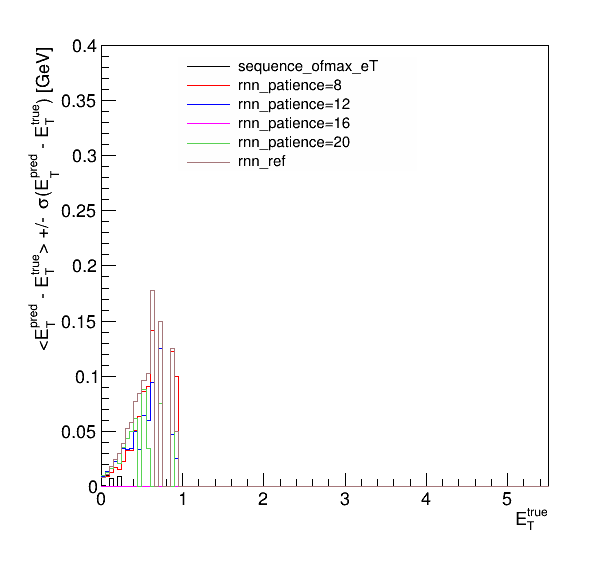 <E_T^pred - E_T^true> +/- σ(E_T^pred - E_T^true) [GeV]
0.4
0.35
0.3
0.25
0.2
0.15
0.1
0.05
0
sequence_ofmax_eT
rnn_patience=8
rnn_patience=12
rnn_patience=16
rnn_patience=20
rnn_ref
0 1 2 3 4 5
E_T^true